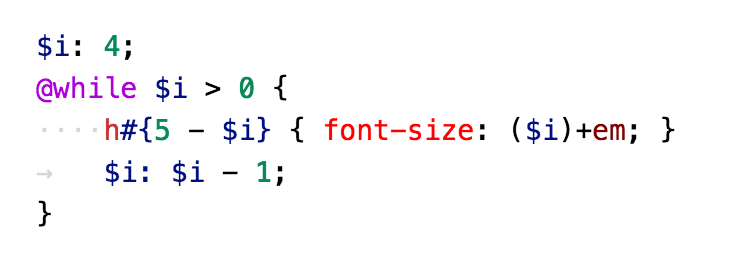 $i: 4;
@while $i > 0 {
····h#{5 - $i} { font-size: ($i)+em; }
→   $i: $i - 1;
}